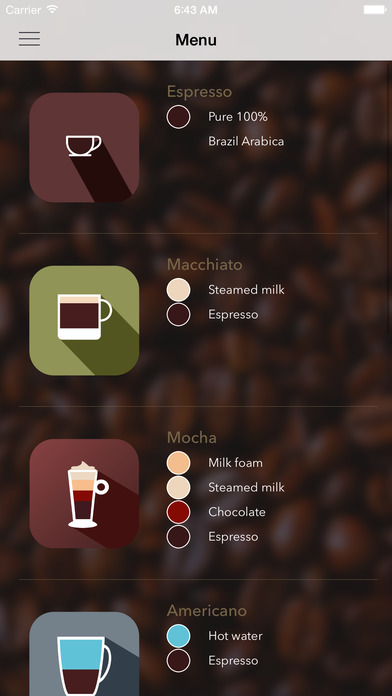 Carrier 6:43 AM
Menu
Espresso
Pure 100%
Brazil Arabica
Macchiato
Steamed milk
Espresso
Mocha
Milk foam
Steamed milk
Chocolate
Espresso
Americano
Hot water
Espresso